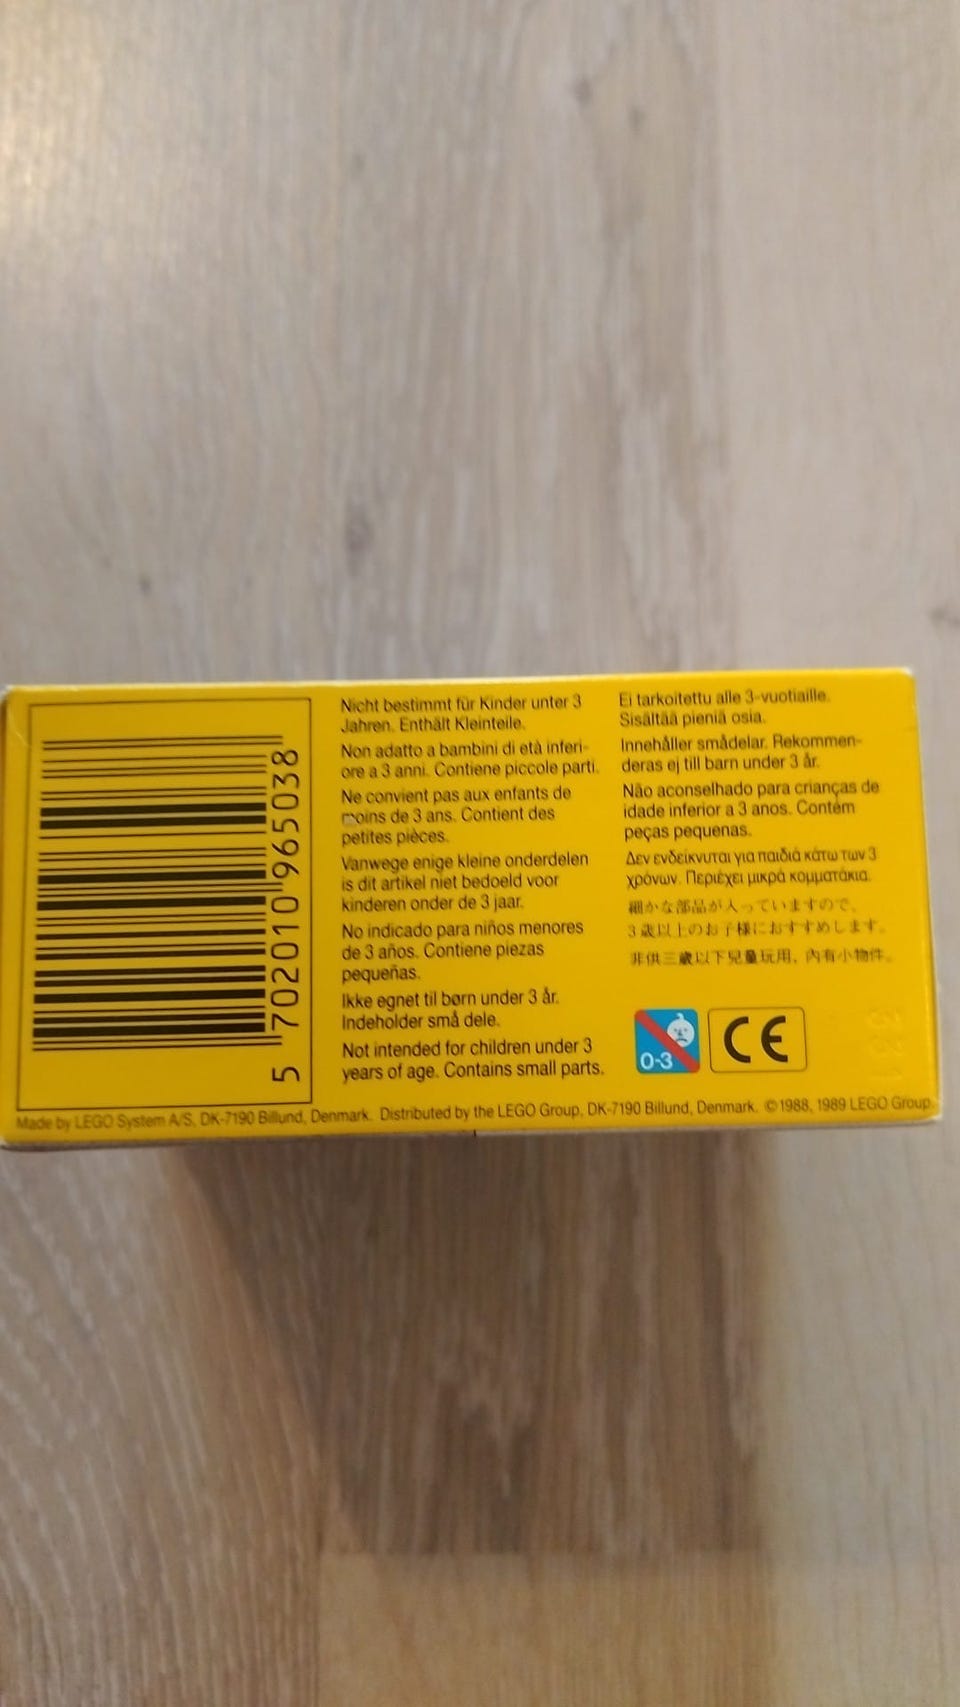 5 702010 965038
Nicht bestimmt für Kinder unter 3
Jahren. Enthält Kleinteile.
Non adatto a bambini di età inferi-
ore a 3 anni. Contiene piccole parti.
Ne convient pas aux enfants de
moins de 3 ans. Contient des
petites pièces.
Vanwege enige kleine onderdelen
is dit artikel niet bedoeld voor
kinderen onder de 3 jaar.
No indicado para niños menores
de 3 años. Contiene piezas
pequeñas.
Ikke egnet til børn under 3 år.
Indeholder små dele.
Not intended for children under 3
years of age. Contains small parts.
Ei tarkoitettu alle 3-vuotiaille.
Sisältää pieniä osia.
Innehåller smådelar. Rekommen-
deras ej till barn under 3 år.
Não aconselhado para crianças de
idade inferior a 3 anos. Contém
peças pequenas.
Δεν ενδείκνυται για παιδιά κάτω των 3
χρόνων. Περιέχει μικρά κομματάκια.
細かな部品が入っていますので、
3歳以上のお子様におすすめします。
非供三歲以下兒童玩用，內有小物件。
0-3
CE
Made by LEGO System A/S, DK-7190 Billund, Denmark. Distributed by the LEGO Group, DK-7190 Billund, Denmark. ©1988, 1989 LEGO Group.